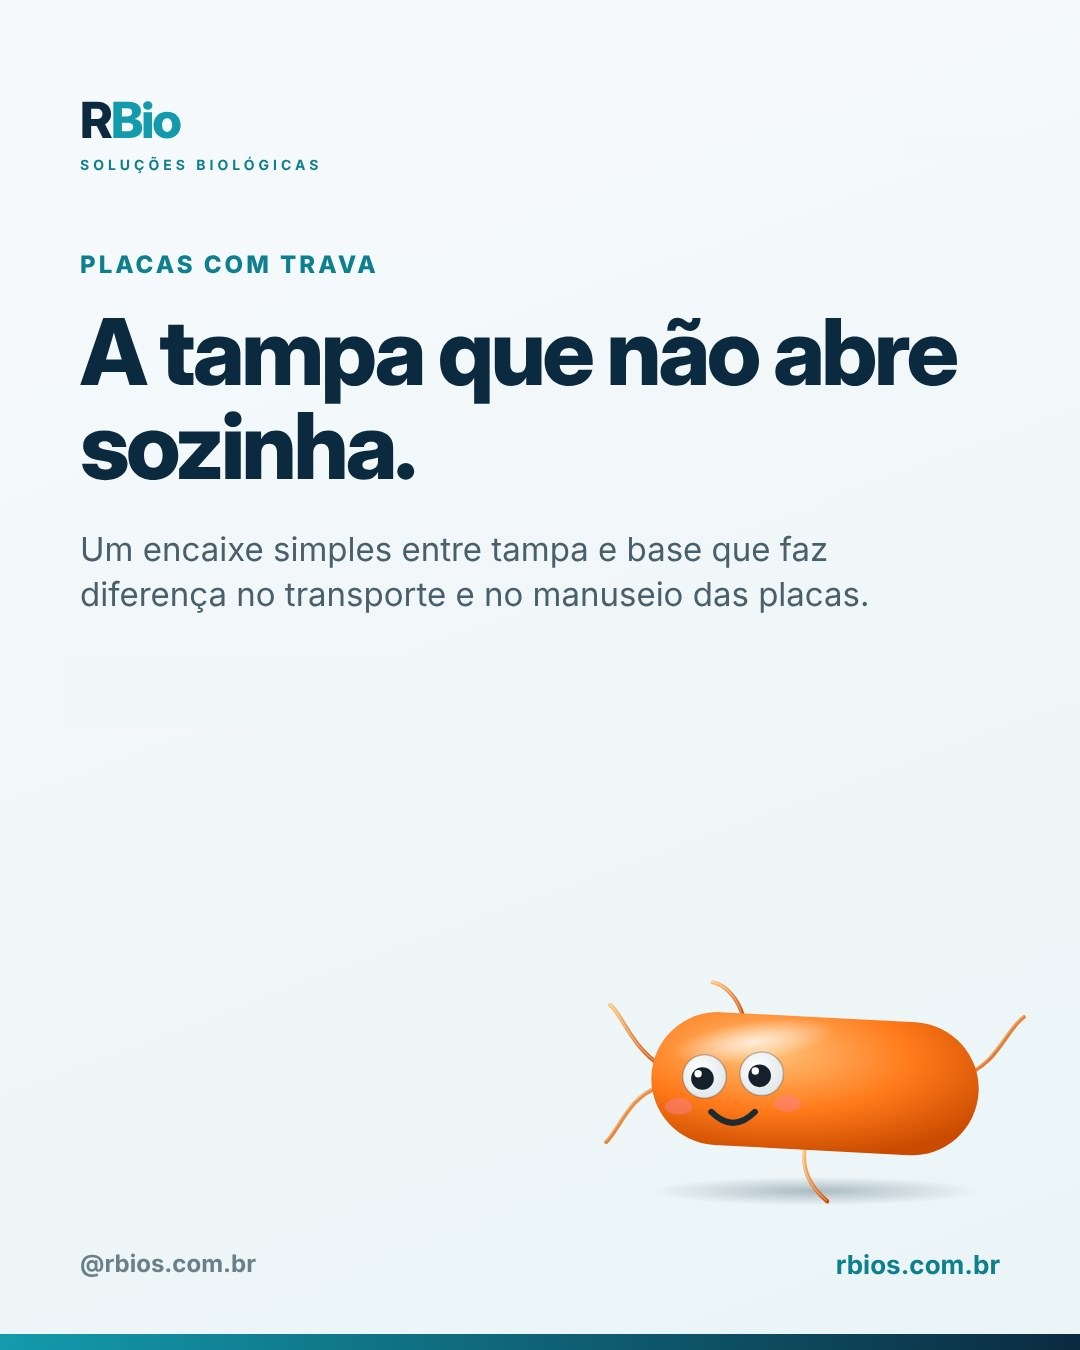 RBio
SOLUÇÕES BIOLÓGICAS
PLACAS COM TRAVA
A tampa que não abre
sozinha.
Um encaixe simples entre tampa e base que faz
diferença no transporte e no manuseio das placas.
@rbios.com.br
rbios.com.br